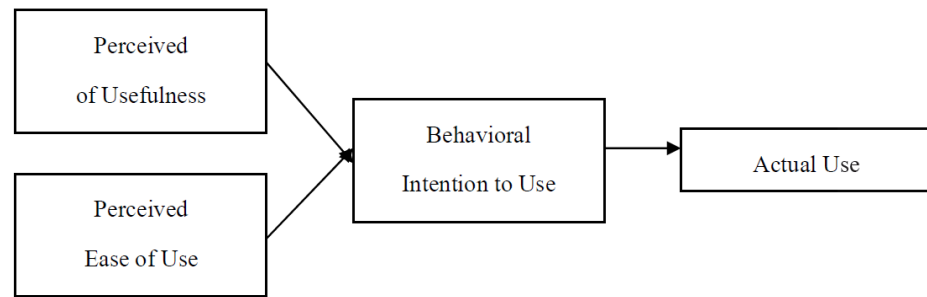 Perceived
of Usefulness
Perceived
Ease of Use
Behavioral
Intention to Use
Actual Use